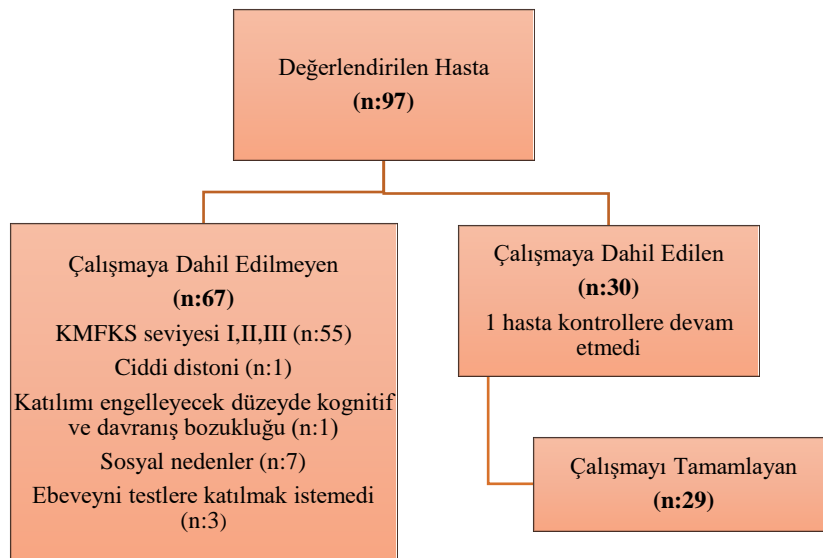 Değerlendirilen Hasta
(n:97)
Çalışmaya Dahil Edilmeyen
(n:67)
KMFKS seviyesi I,II,III (n:55)
Ciddi distoni (n:1)
Katılımı engelleyecek düzeyde kognitif
ve davranış bozukluğu (n:1)
Sosyal nedenler (n:7)
Ebeveyni testlere katılmak istemedi
(n:3)
Çalışmaya Dahil Edilen
(n:30)
1 hasta kontrollere devam
etmedi
Çalışmayı Tamamlayan
(n:29)